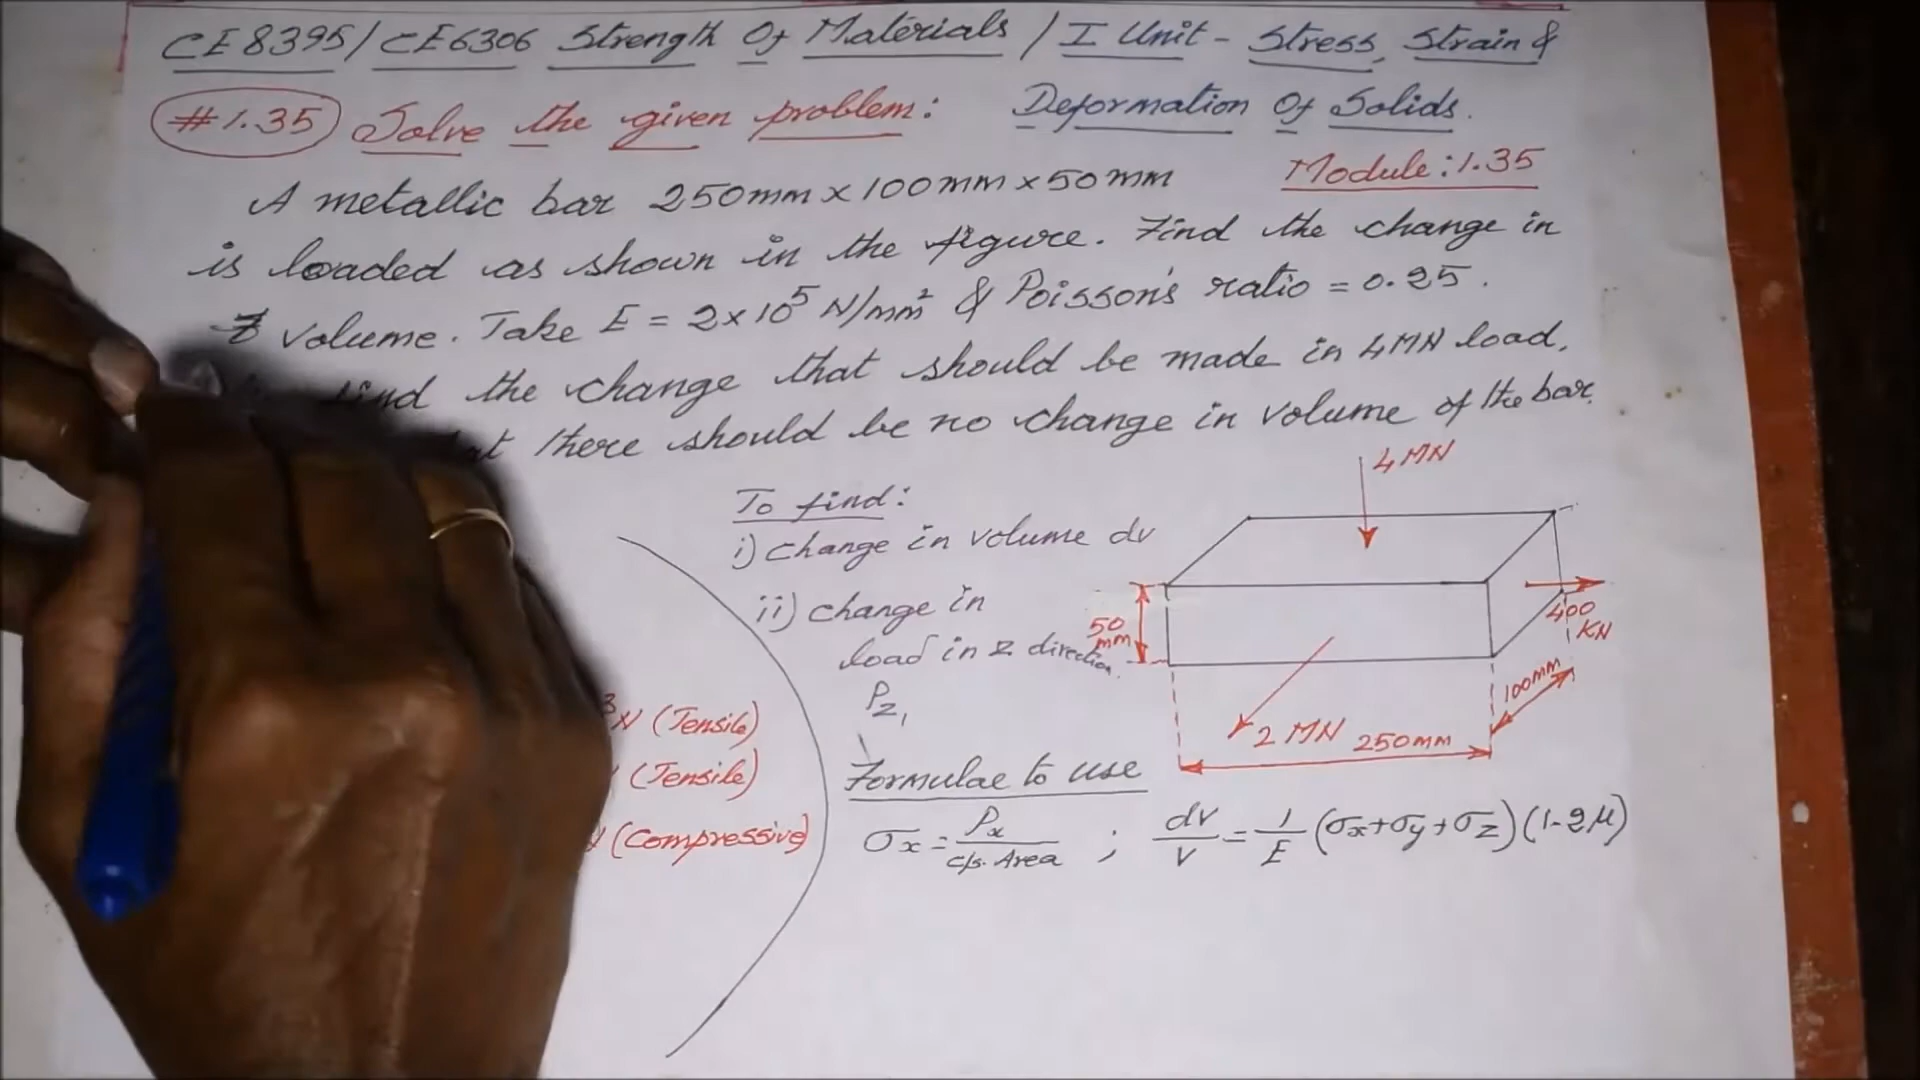 CE8395/CE6306 Strength Of Materials / I Unit - Stress, Strain &
#1.35 Solve the given problem: Deformation Of Solids.
Module: 1.35
A metallic bar 250mm x 100mm x 50mm
is loaded as shown in the figure. Find the change in
volume. Take E = 2x10⁵ N/mm² & Poisson's ratio = 0.25.
find the change that should be made in 4MN load,
there should be no change in volume of the bar.
To find:
i) change in volume dv
ii) change in
load in z direction.
Pz,
N (Tensile)
(Tensile)
(Compressive)
Formulae to use
σx = Px / c/s. Area ; dv/v = 1/E (σx+σy+σz)(1-2μ)
4MN
400
KN
50
mm
100mm
2 MN
250mm